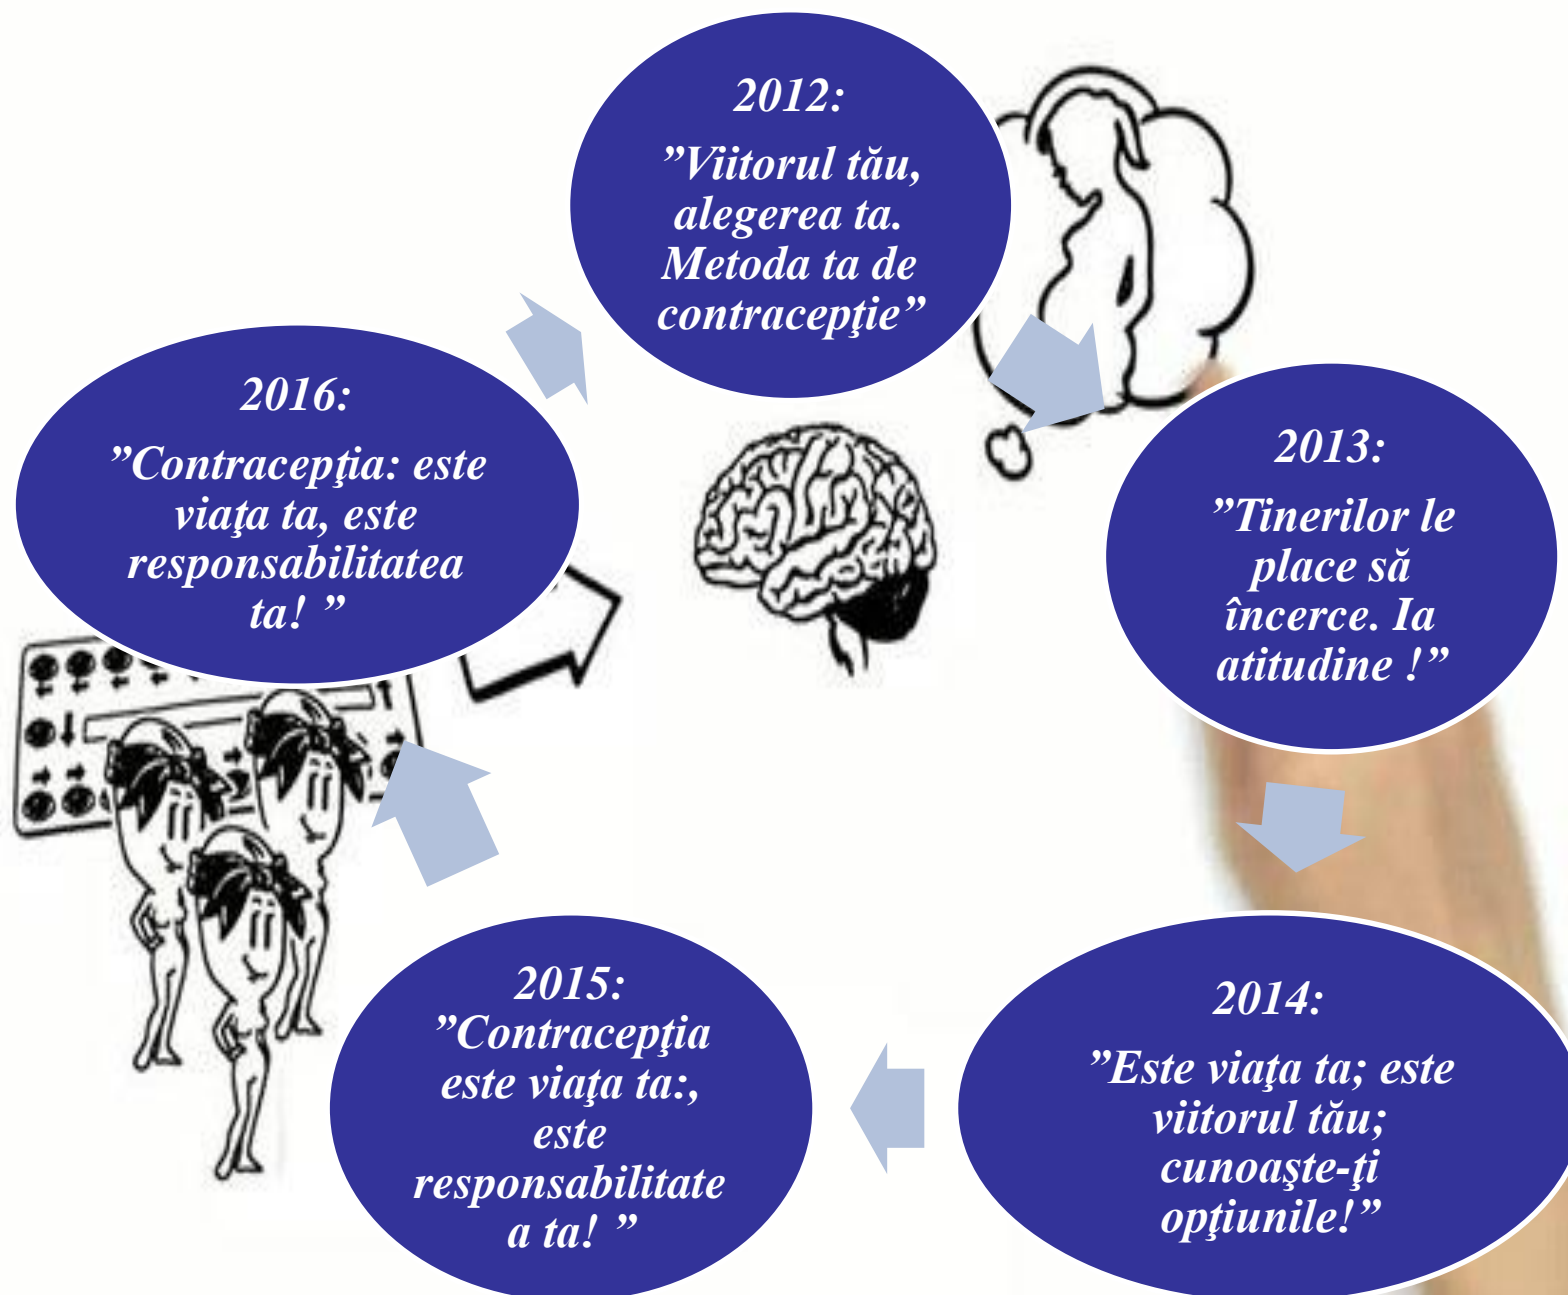 2012:
”Viitorul tău,
alegerea ta.
Metoda ta de
contracepţie”
2013:
”Tinerilor le
place să
încerce. Ia
atitudine !”
2014:
”Este viaţa ta; este
viitorul tău;
cunoaşte-ţi
opţiunile!”
2015:
”Contracepţia
este viaţa ta:,
este
responsabilitate
a ta! ”
2016:
”Contracepţia: este
viaţa ta, este
responsabilitatea
ta! ”